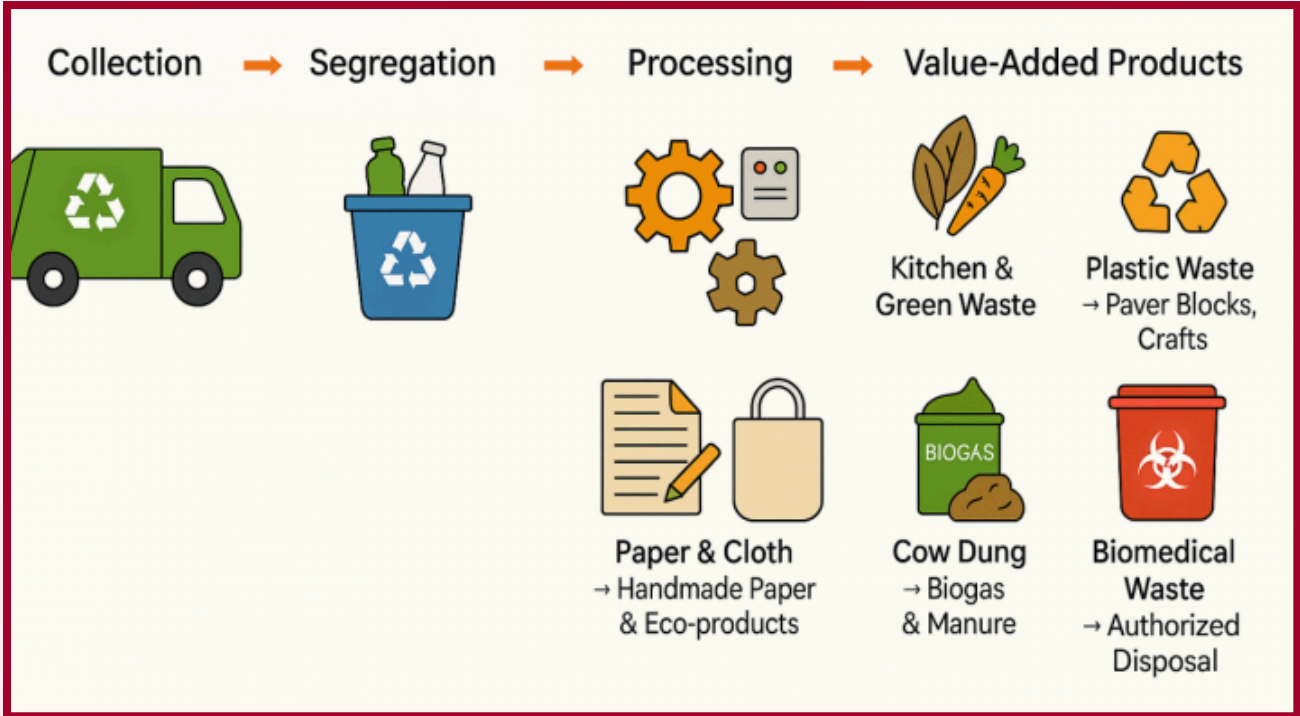 Collection → Segregation → Processing → Value-Added Products
Kitchen &
Green Waste
Plastic Waste
→ Paver Blocks,
Crafts
Paper & Cloth
→ Handmade Paper
& Eco-products
BIOGAS
Cow Dung
→ Biogas
& Manure
Biomedical
Waste
→ Authorized
Disposal